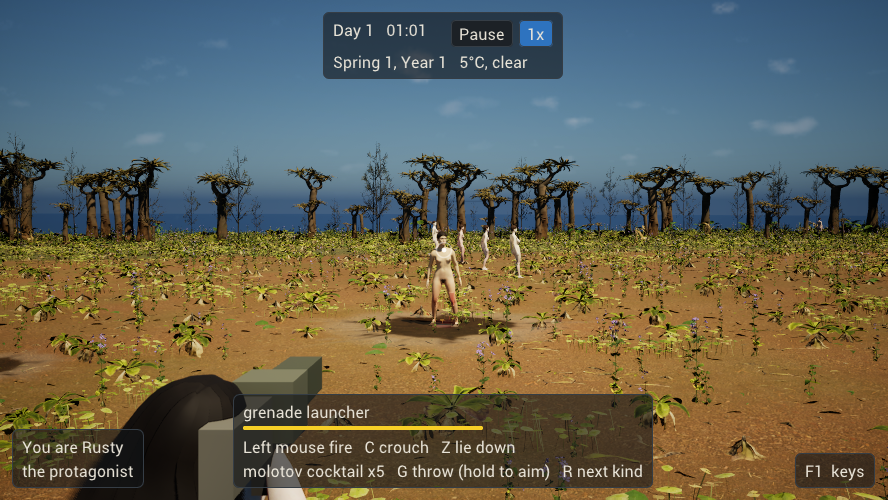 Day 1 01:01 Pause 1x
Spring 1, Year 1 5°C, clear
grenade launcher
Left mouse fire C crouch Z lie down
molotov cocktail x5 G throw (hold to aim) R next kind
You are Rusty
the protagonist
F1 keys